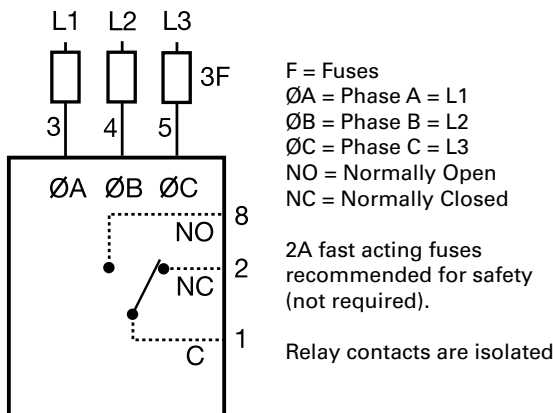 L1 L2 L3
3F
3 4 5
ØA ØB ØC
8
NO
2
NC
1
C
F = Fuses
ØA = Phase A = L1
ØB = Phase B = L2
ØC = Phase C = L3
NO = Normally Open
NC = Normally Closed
2A fast acting fuses
recommended for safety
(not required).
Relay contacts are isolated